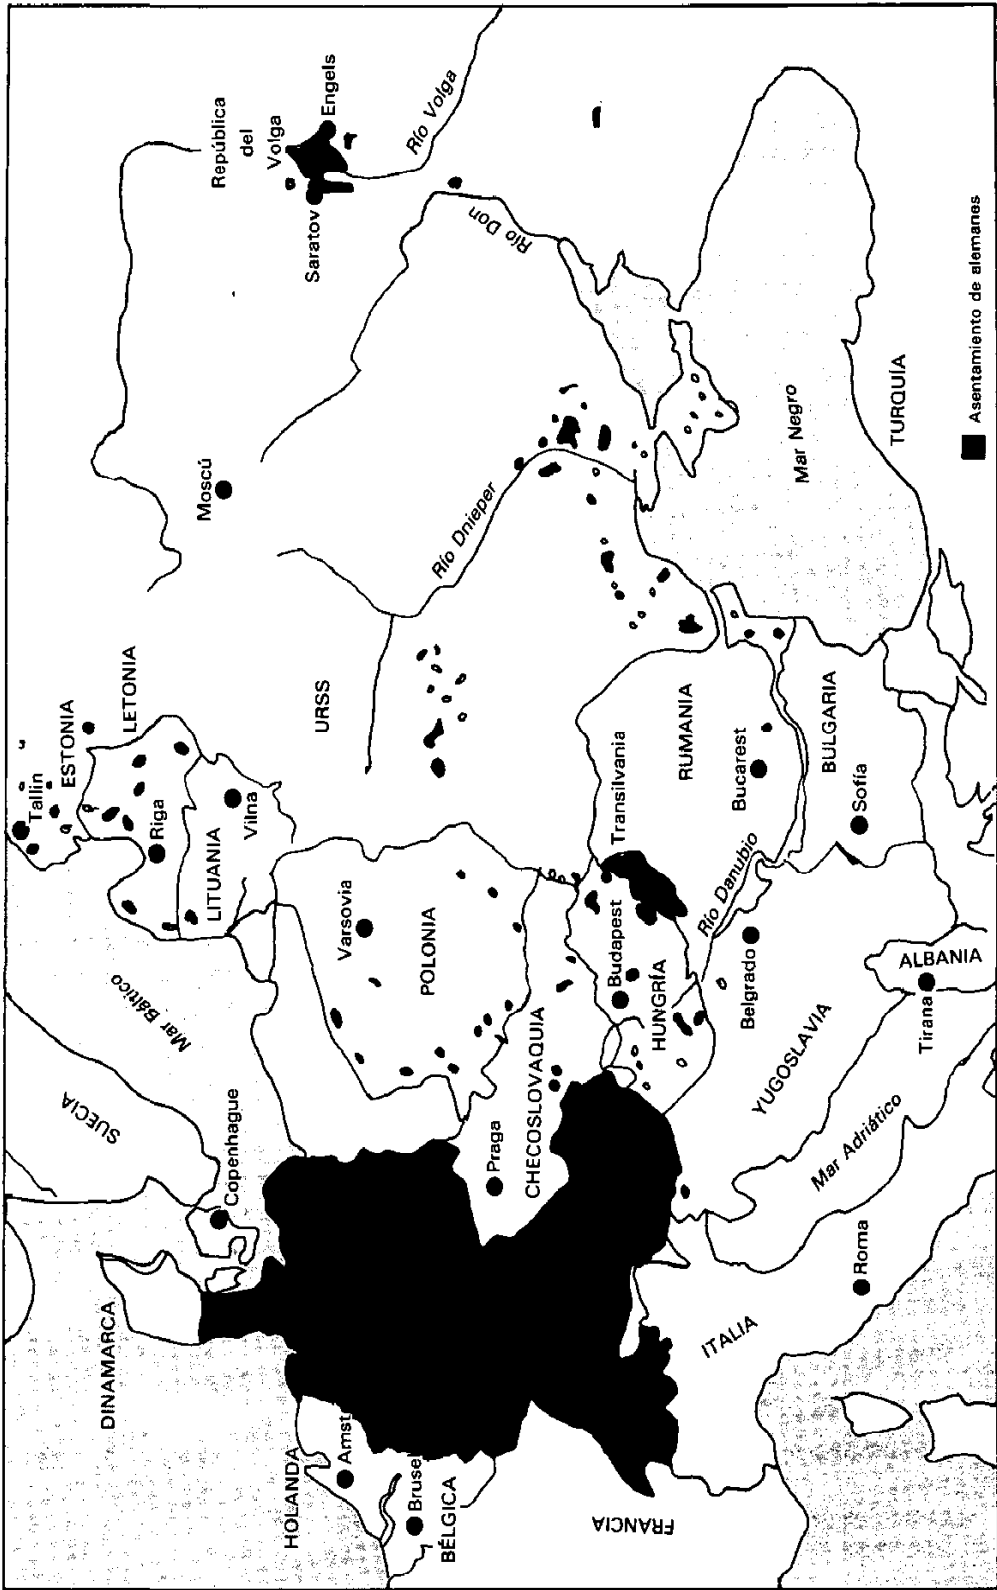 Tallin
ESTONIA
LETONIA
Riga
LITUANIA
Vilna
SUECIA
Mar Báltico
DINAMARCA
Copenhague
Moscú
República
del
Volga
Engels
Saratov
Río Volga
HOLANDA
Amst
Brusel
BÉLGICA
URSS
Varsovia
POLONIA
Río Dnieper
Río Don
Praga
CHECOSLOVAQUIA
FRANCIA
Budapest
Transilvania
HUNGRÍA
RUMANIA
Río Danubio
Bucarest
Belgrado
YUGOSLAVIA
ITALIA
Mar Adriático
Roma
Mar Negro
BULGARIA
Sofía
TURQUÍA
ALBANIA
Tirana
Asentamiento de alemanes